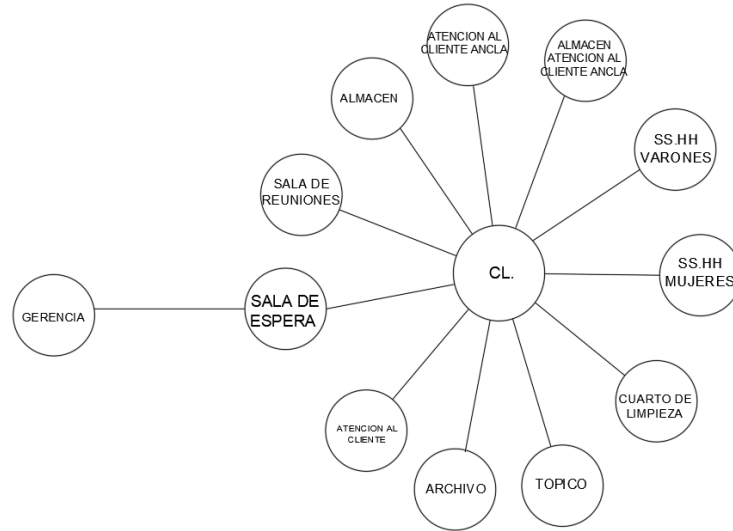 ATENCION AL
CLIENTE ANCLA
ALMACEN
ATENCION AL
CLIENTE ANCLA
ALMACEN
SS.HH
VARONES
SALA DE
REUNIONES
CL.
SS.HH
MUJERES
SALA DE
ESPERA
GERENCIA
CUARTO DE
LIMPIEZA
ATENCION AL
CLIENTE
ARCHIVO
TOPICO